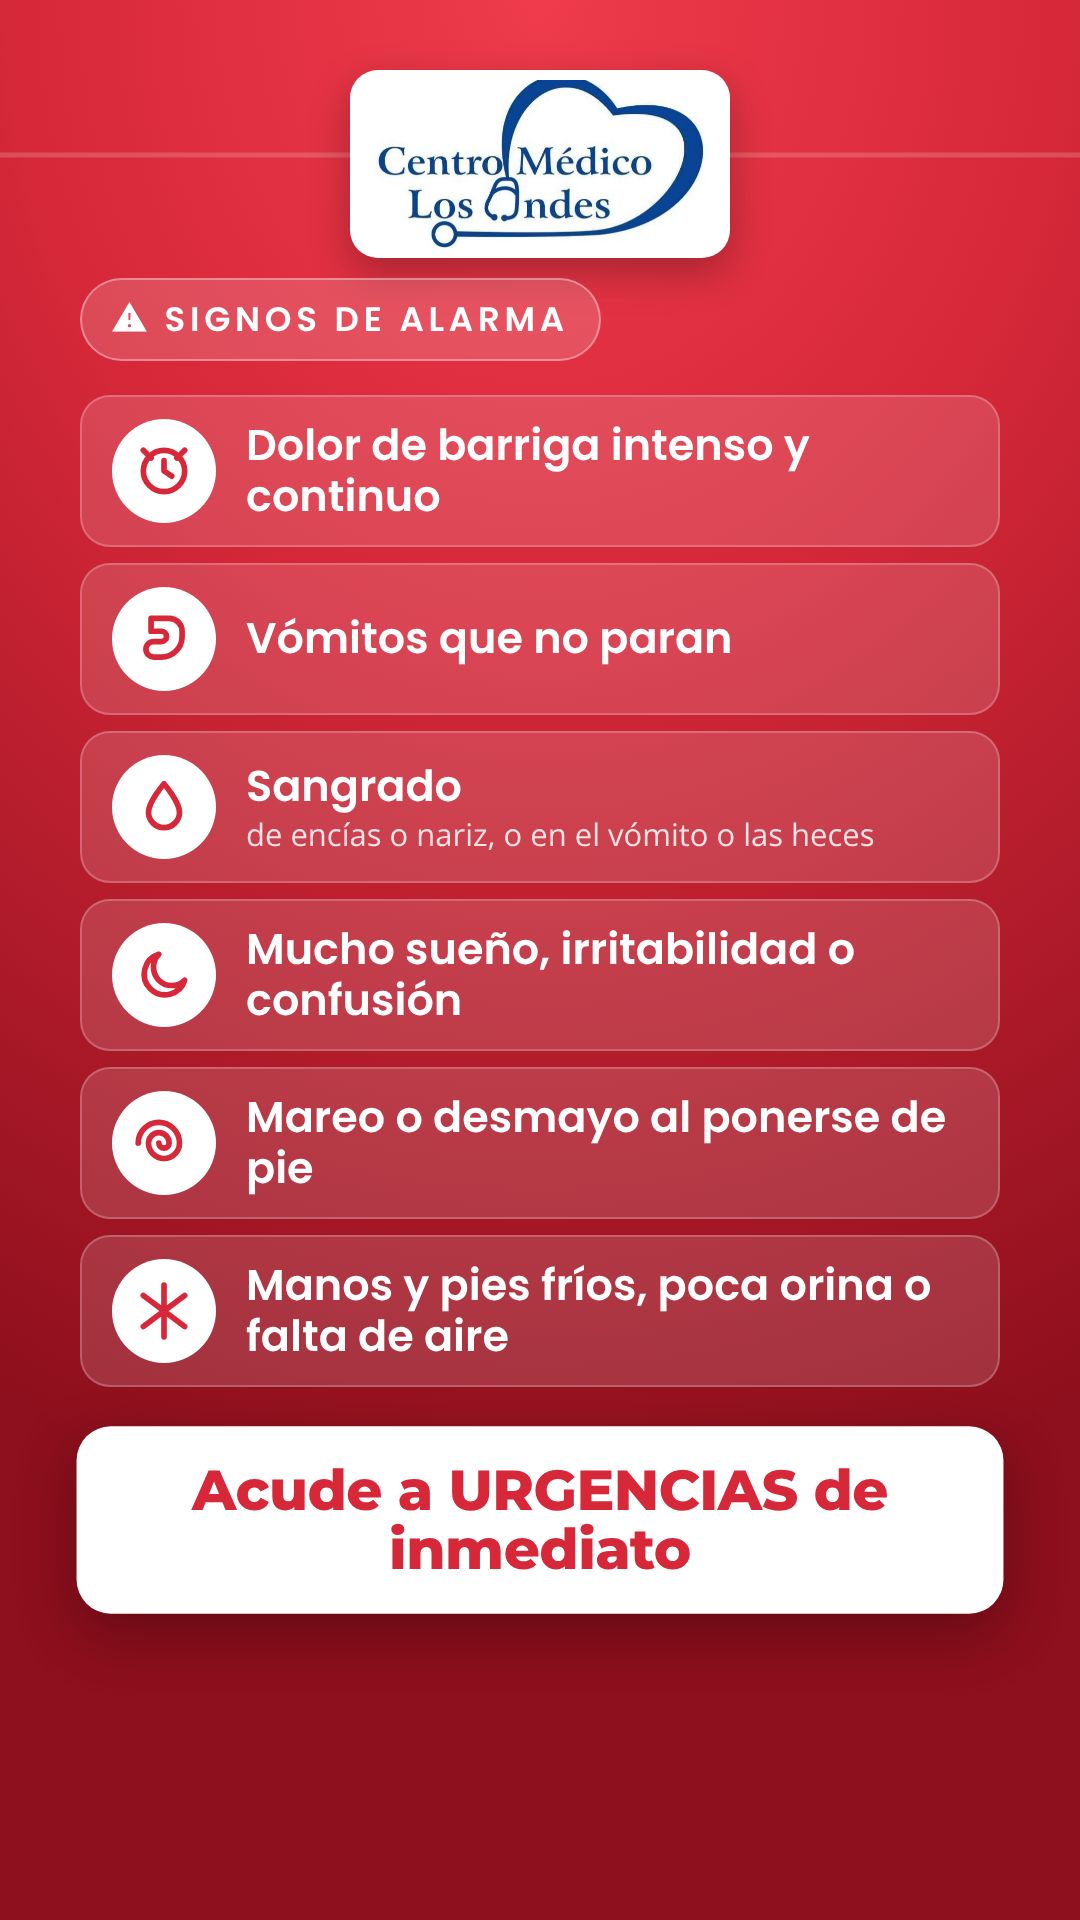 Centro Médico
Los Andes
SIGNOS DE ALARMA
Dolor de barriga intenso y
continuo
Vómitos que no paran
Sangrado
de encías o nariz, o en el vómito o las heces
Mucho sueño, irritabilidad o
confusión
Mareo o desmayo al ponerse de
pie
Manos y pies fríos, poca orina o
falta de aire
Acude a URGENCIAS de
inmediato